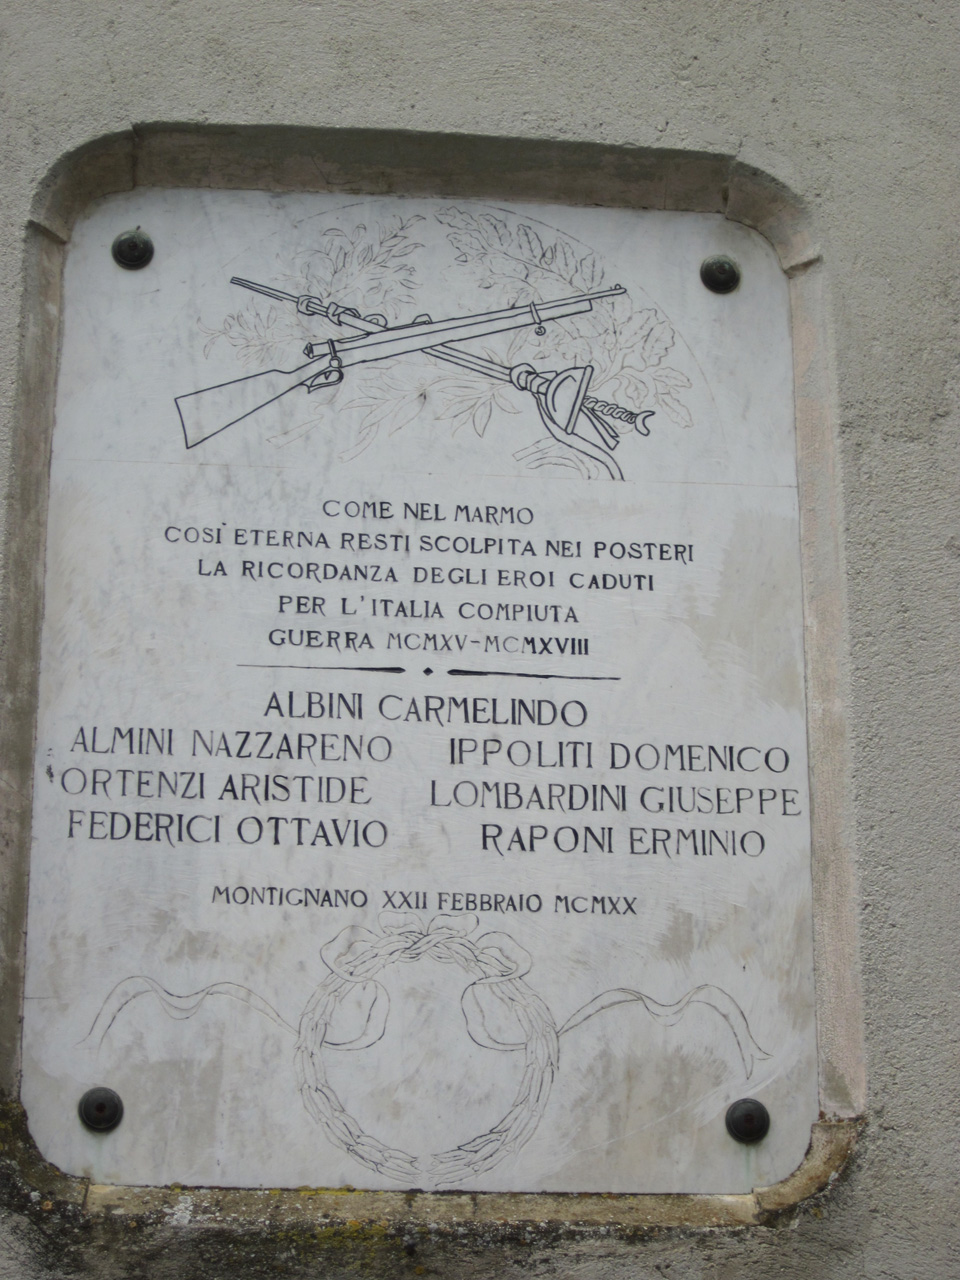 COME NEL MARMO
COSÌ ETERNA RESTI SCOLPITA NEI POSTERI
LA RICORDANZA DEGLI EROI CADUTI
PER L'ITALIA COMPIUTA
GUERRA MCMXV-MCMXVIII
ALBINI CARMELINDO
ALMINI NAZZARENO IPPOLITI DOMENICO
ORTENZI ARISTIDE LOMBARDINI GIUSEPPE
FEDERICI OTTAVIO RAPONI ERMINIO
MONTIGNANO XXII FEBBRAIO MCMXX